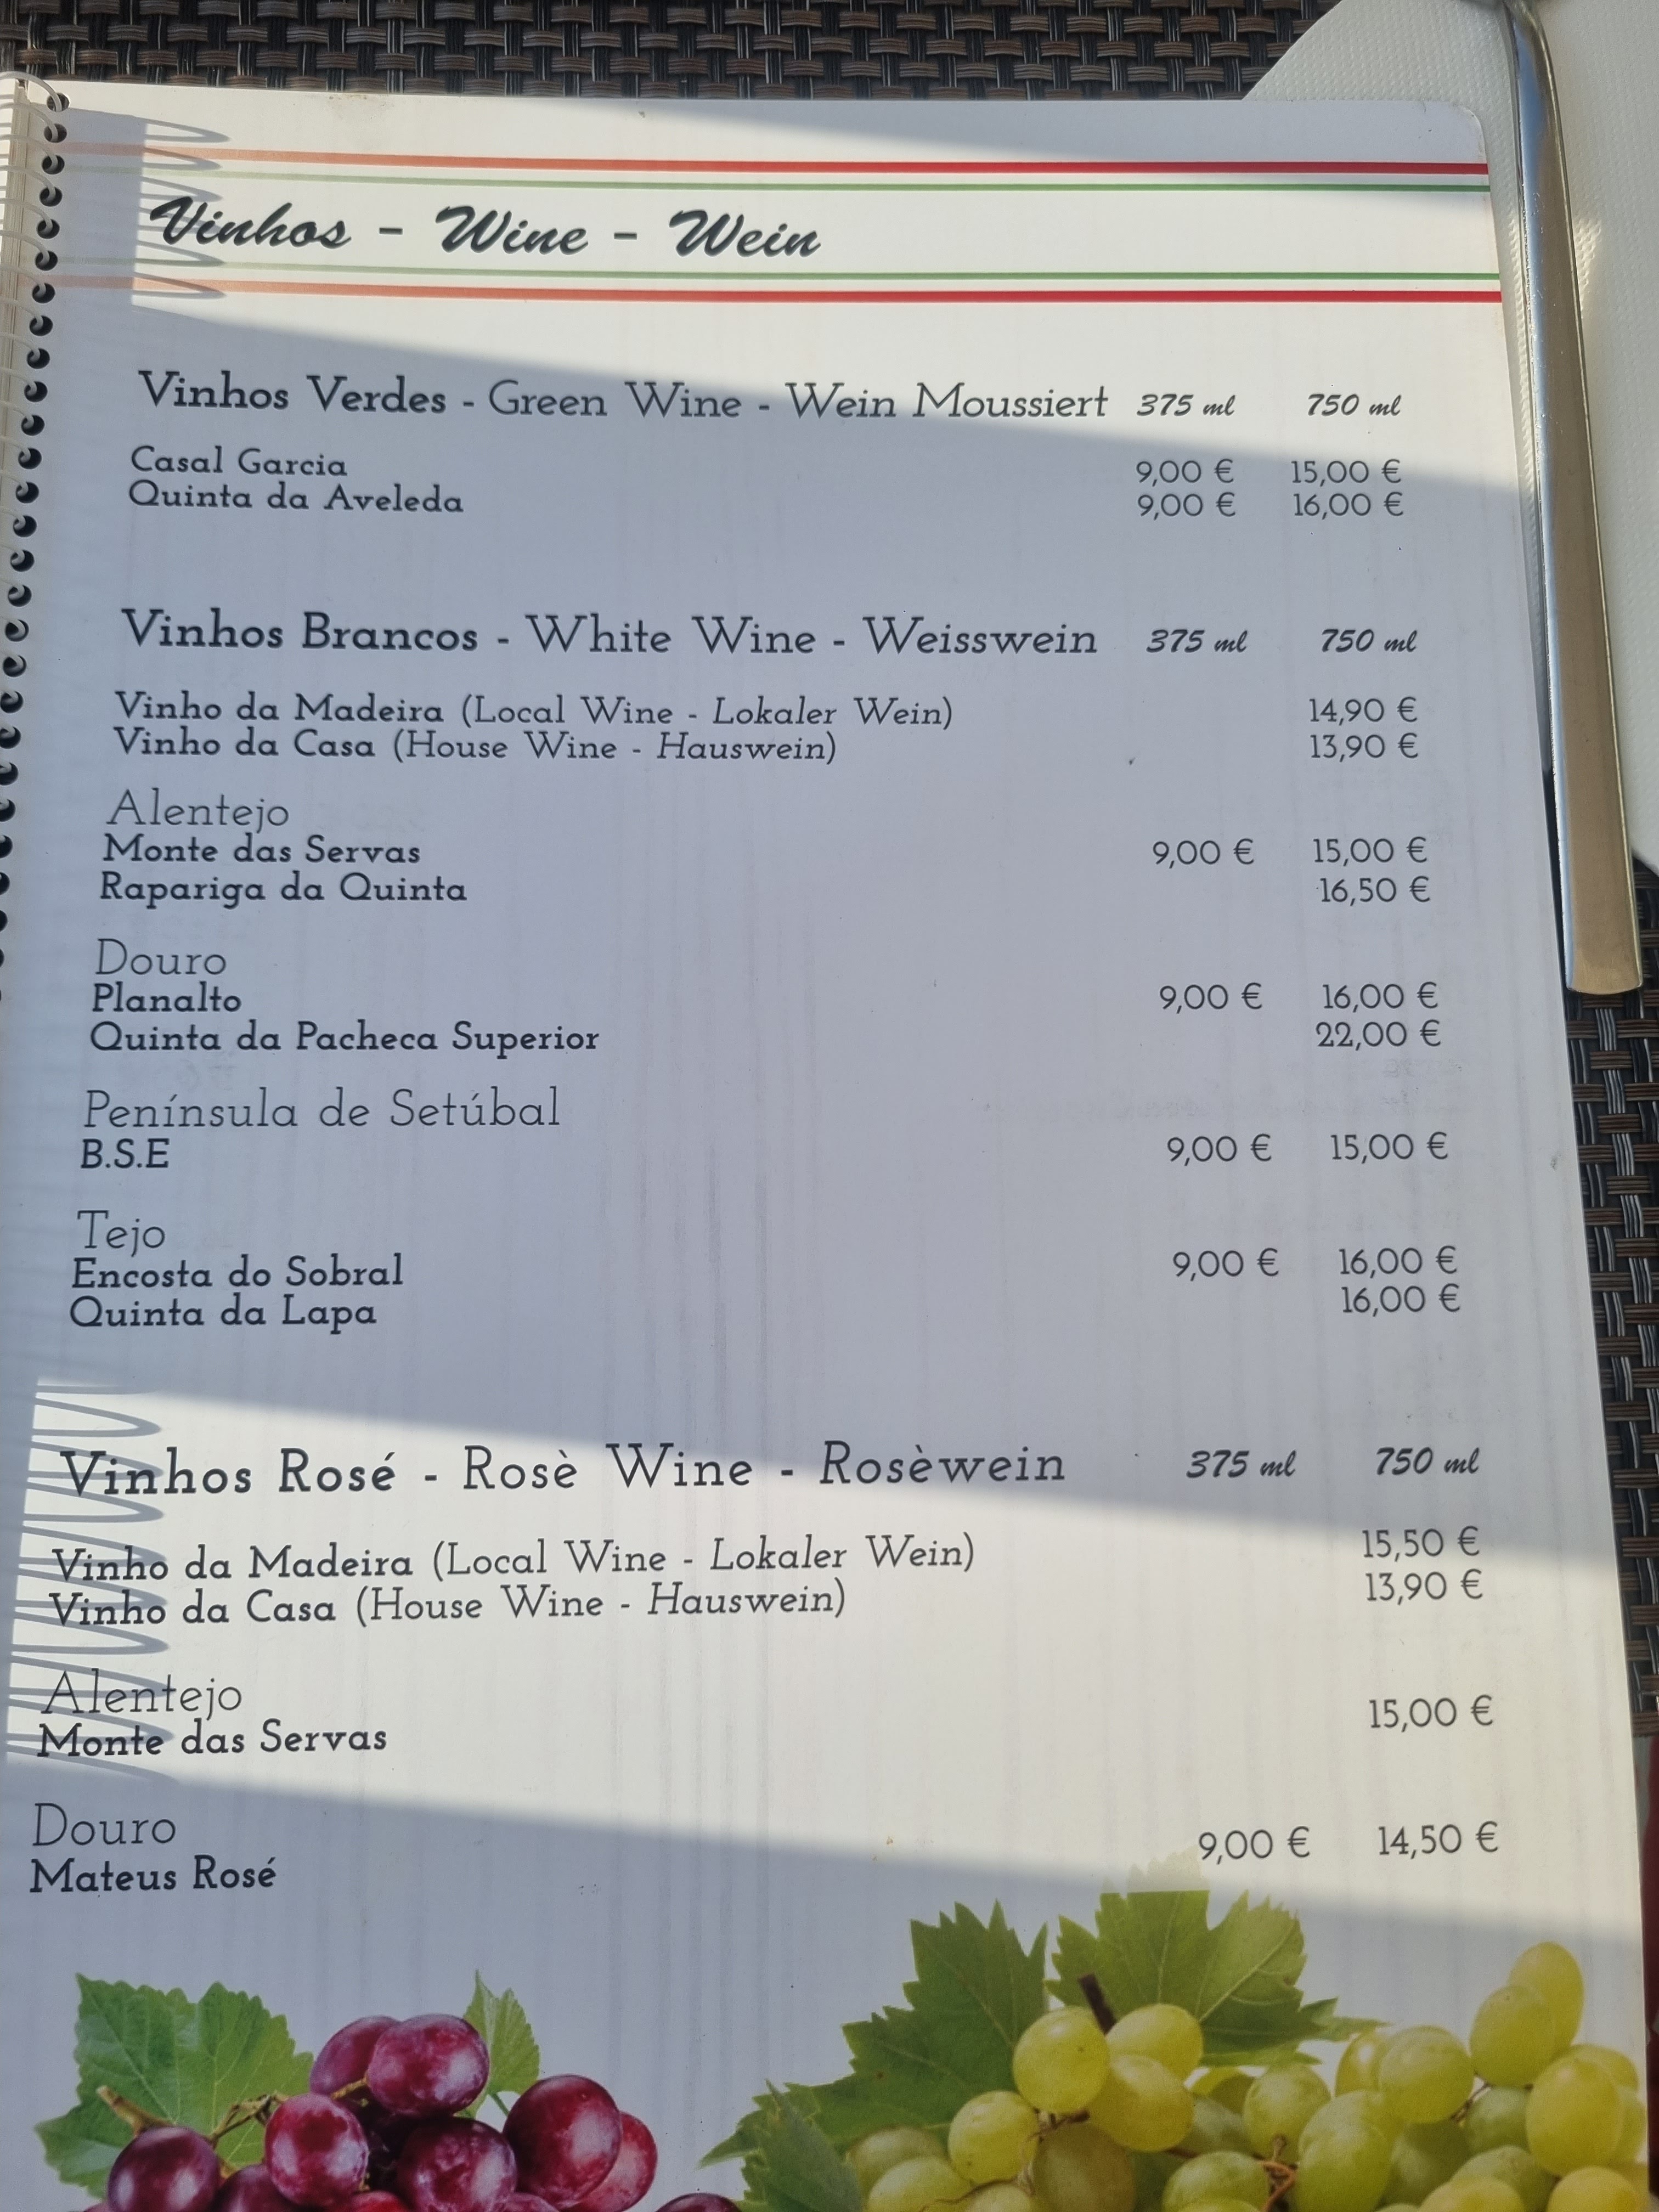 Vinhos - Wine - Wein
Vinhos Verdes - Green Wine - Wein Moussiert 375 ml 750 ml
Casal Garcia 9,00 € 15,00 €
Quinta da Aveleda 9,00 € 16,00 €
Vinhos Brancos - White Wine - Weisswein 375 ml 750 ml
Vinho da Madeira (Local Wine - Lokaler Wein) 14,90 €
Vinho da Casa (House Wine - Hauswein) 13,90 €
Alentejo
Monte das Servas 9,00 € 15,00 €
Rapariga da Quinta 16,50 €
Douro
Planalto 9,00 € 16,00 €
Quinta da Pacheca Superior 22,00 €
Península de Setúbal
B.S.E 9,00 € 15,00 €
Tejo
Encosta do Sobral 9,00 € 16,00 €
Quinta da Lapa 16,00 €
Vinhos Rosé - Rosè Wine - Rosèwein 375 ml 750 ml
Vinho da Madeira (Local Wine - Lokaler Wein) 15,50 €
Vinho da Casa (House Wine - Hauswein) 13,90 €
Alentejo
Monte das Servas 15,00 €
Douro
Mateus Rosé 9,00 € 14,50 €